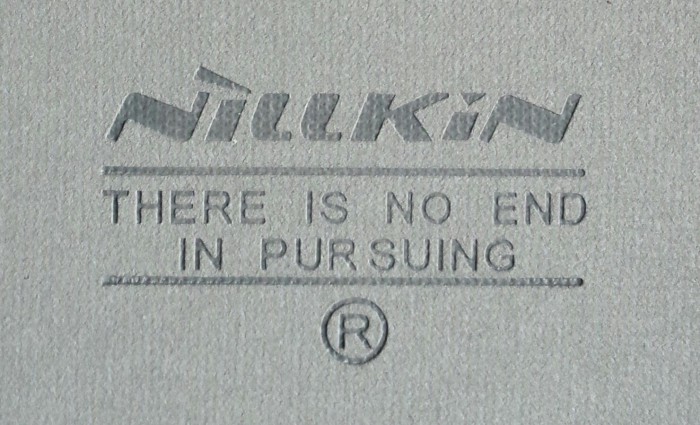 NILLKIN
THERE IS NO END
IN PURSUING
®